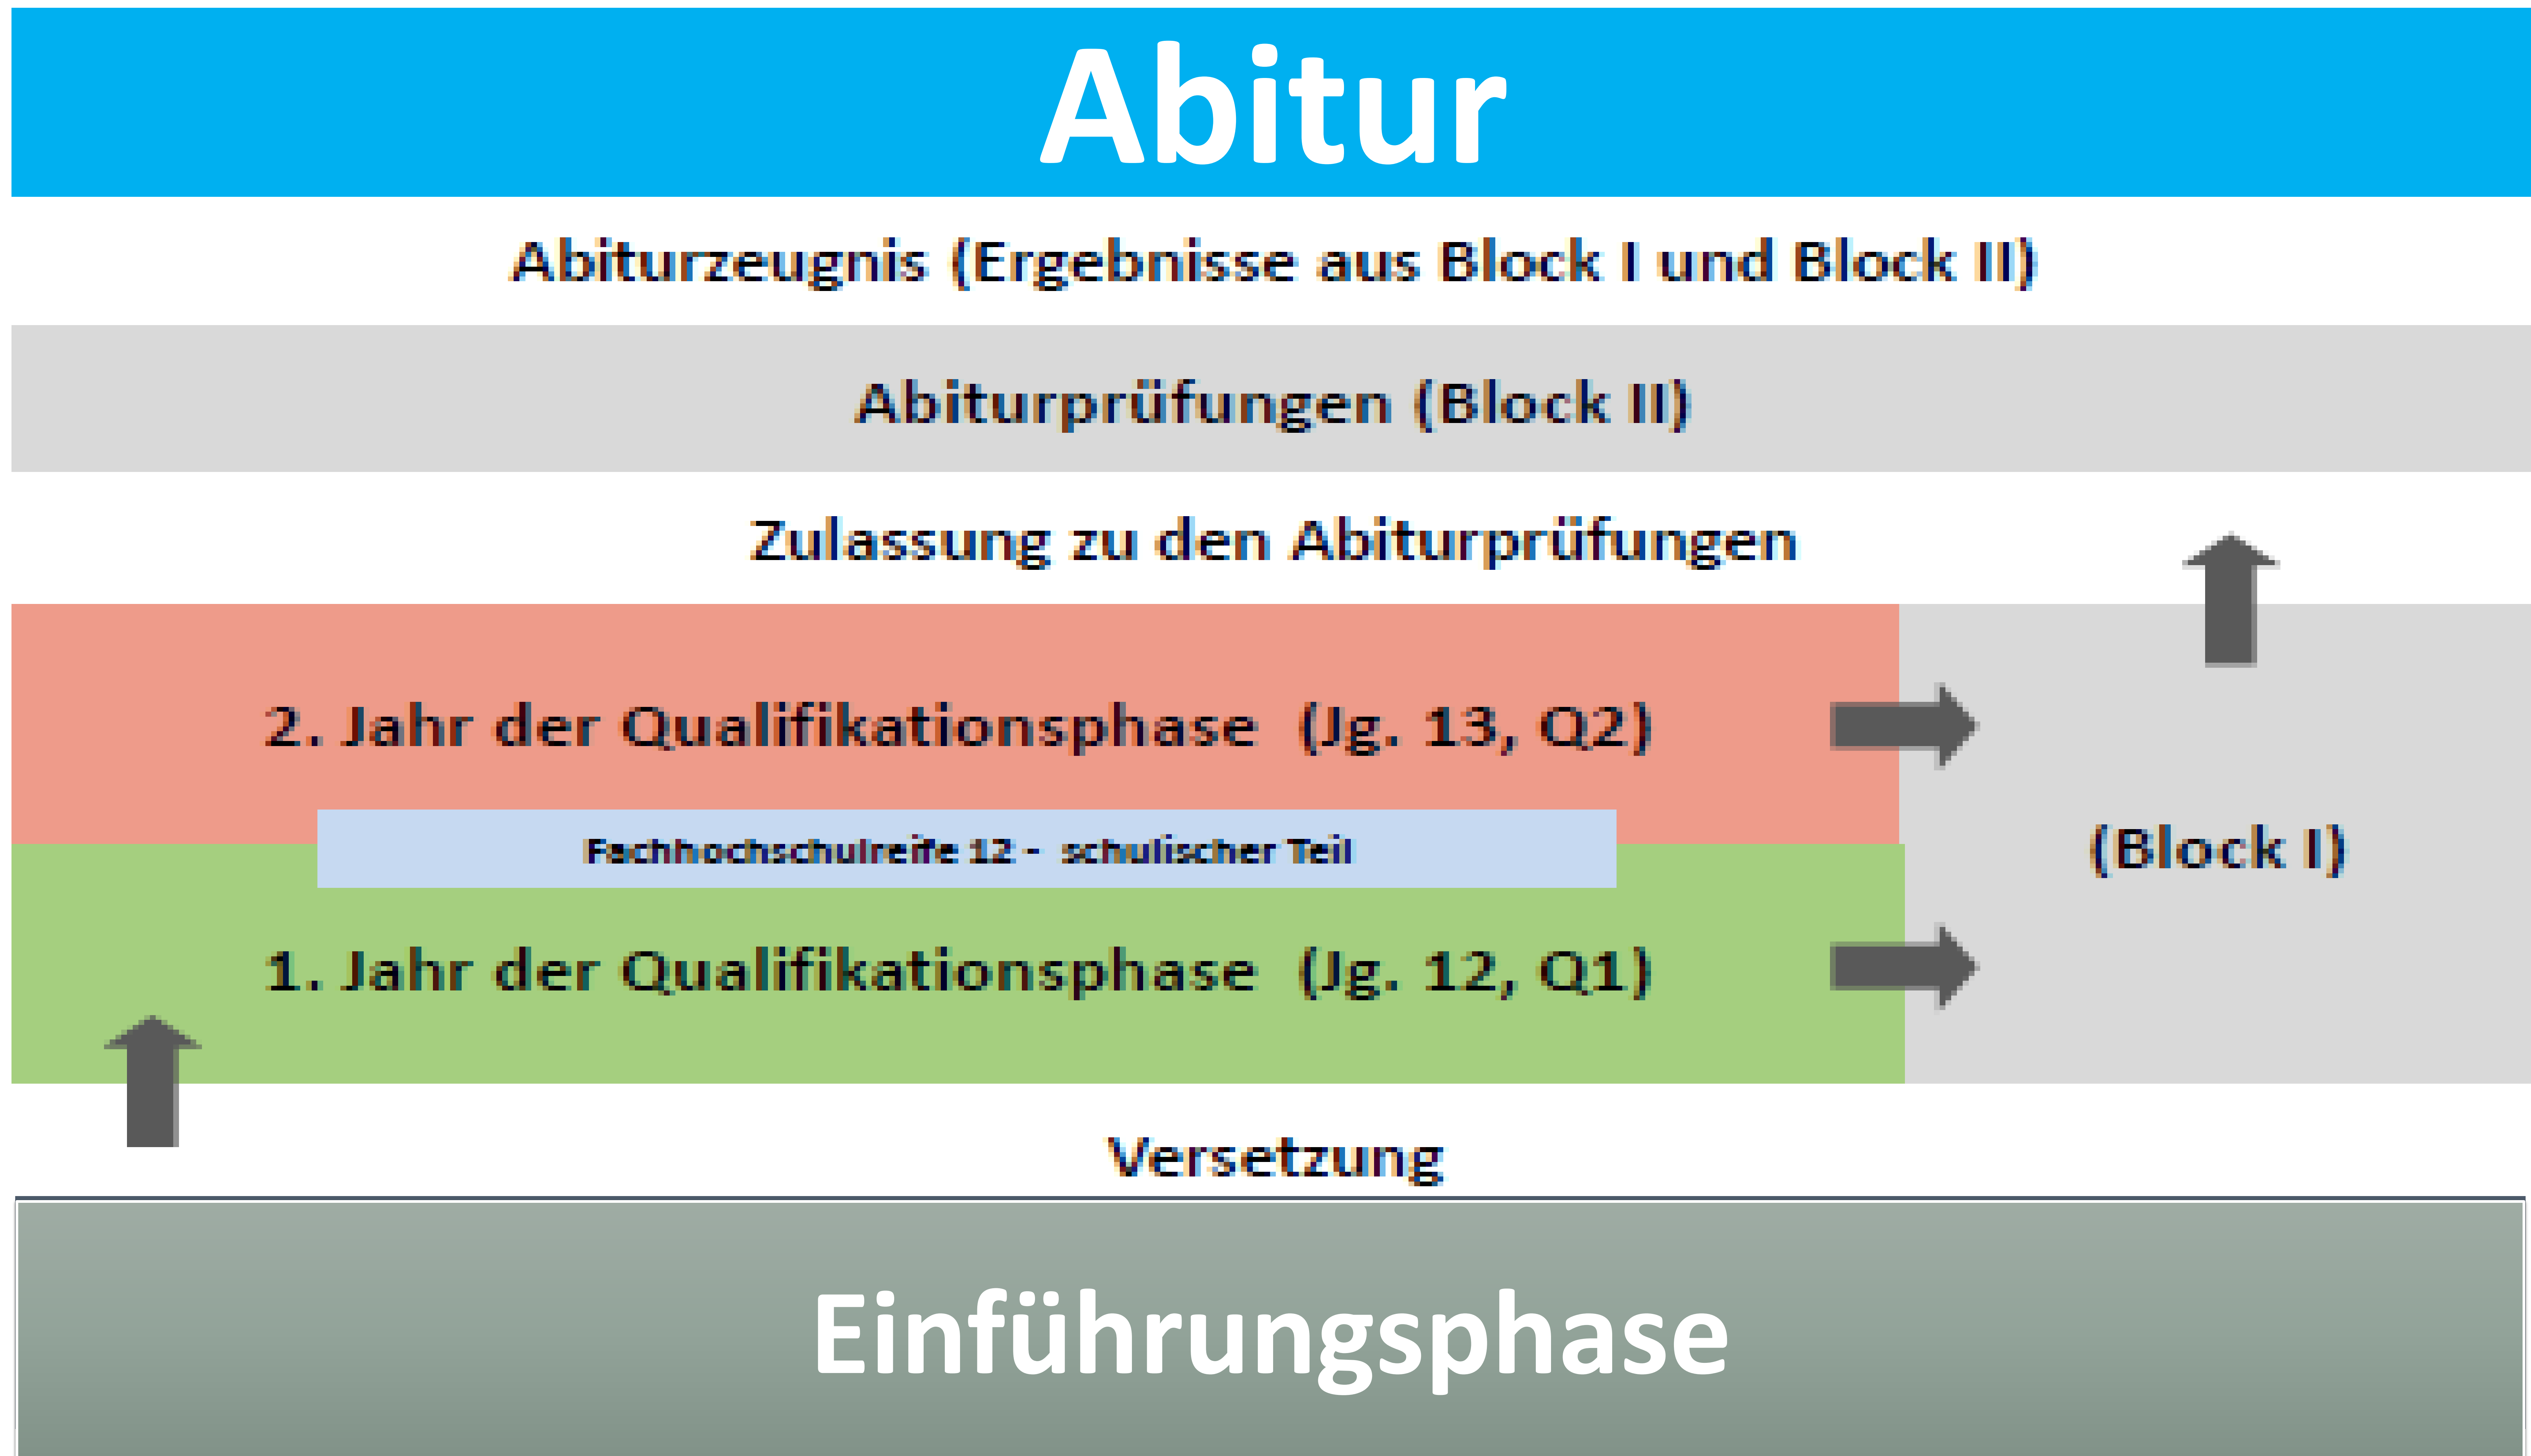 Abitur
Abiturzeugnis (Ergebnisse aus Block I und Block II)
Abiturprüfungen (Block II)
Zulassung zu den Abiturprüfungen
2. Jahr der Qualifikationsphase (Jg. 13, Q2)
Fachhochschulreife 12 - schulischer Teil
(Block I)
1. Jahr der Qualifikationsphase (Jg. 12, Q1)
Versetzung
Einführungsphase